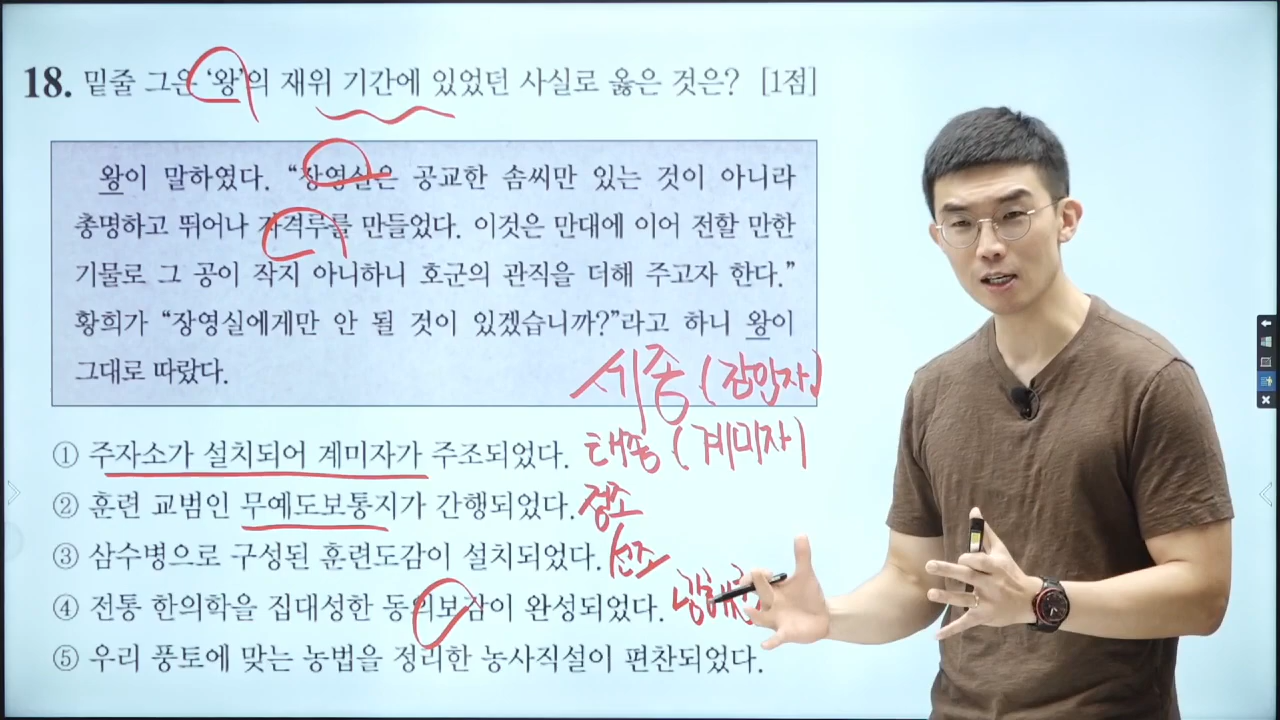 18. 밑줄 그은 '왕'의 재위 기간에 있었던 사실로 옳은 것은? [1점]
왕이 말하였다. "장영실은 공교한 솜씨만 있는 것이 아니라
총명하고 뛰어나 자격루를 만들었다. 이것은 만대에 이어 전할 만한
기물로 그 공이 작지 아니하니 호군의 관직을 더해 주고자 한다."
황희가 "장영실에게만 안 될 것이 있겠습니까?"라고 하니 왕이
그대로 따랐다.
세종 (갑인자)
① 주자소가 설치되어 계미자가 주조되었다. 태종 (계미자)
② 훈련 교범인 무예도보통지가 간행되었다. 정조
③ 삼수병으로 구성된 훈련도감이 설치되었다. 선조
④ 전통 한의학을 집대성한 동의보감이 완성되었다.
⑤ 우리 풍토에 맞는 농법을 정리한 농사직설이 편찬되었다.